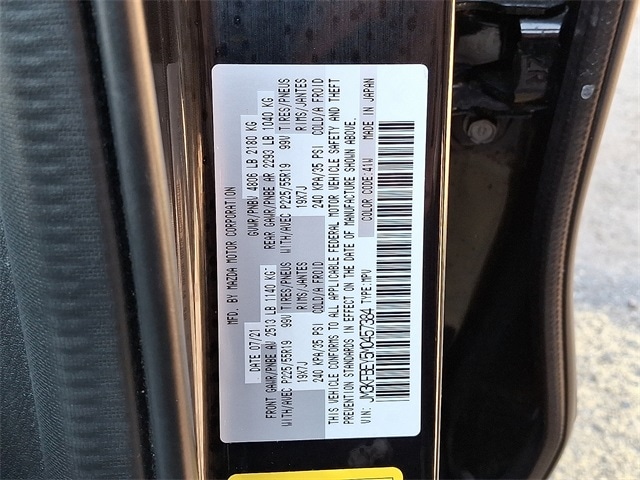 MFD. BY MAZDA MOTOR CORPORATION
DATE 07/21 GVWR/PNBV 4806 LB 2180 KG
FRONT GAWR/PNBE AV 2513 LB 1140 KG REAR GAWR/PNBE AR 2293 LB 1040 KG
WITH/AVEC P225/55R19 99V TIRES/PNEUS WITH/AVEC P225/55R19 99V TIRES/PNEUS
19X7J RIMS/JANTES 19X7J RIMS/JANTES
240 KPA/35 PSI COLD/A FROID 240 KPA/35 PSI COLD/A FROID
THIS VEHICLE CONFORMS TO ALL APPLICABLE FEDERAL MOTOR VEHICLE SAFETY AND THEFT
PREVENTION STANDARDS IN EFFECT ON THE DATE OF MANUFACTURE SHOWN ABOVE.
VIN: JM3KFBEY5N0457384 TYPE: MPV COLOR CODE:41W MADE IN JAPAN